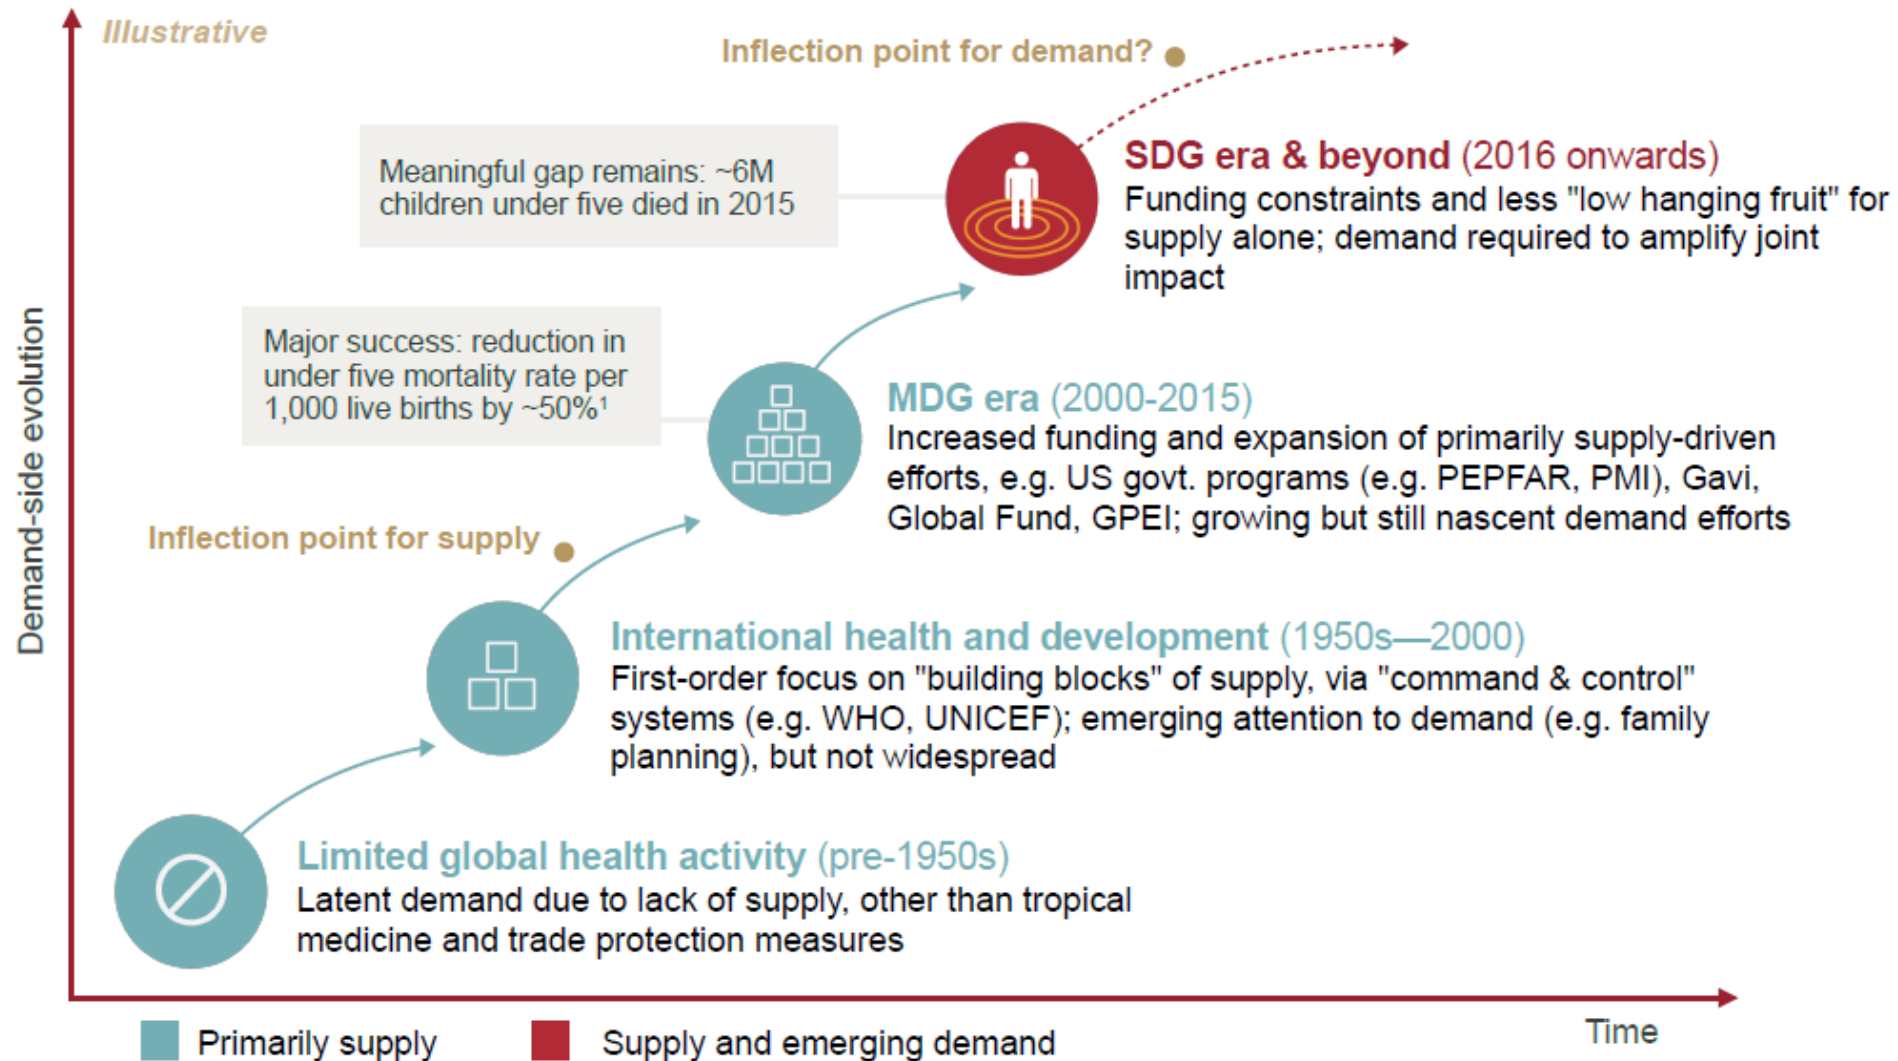 Illustrative
Inflection point for demand?
Meaningful gap remains: ~6M
children under five died in 2015
SDG era & beyond (2016 onwards)
Funding constraints and less "low hanging fruit" for
supply alone; demand required to amplify joint
impact
Major success: reduction in
under five mortality rate per
1,000 live births by ~50%¹
MDG era (2000-2015)
Increased funding and expansion of primarily supply-driven
efforts, e.g. US govt. programs (e.g. PEPFAR, PMI), Gavi,
Global Fund, GPEI; growing but still nascent demand efforts
Inflection point for supply
International health and development (1950s—2000)
First-order focus on "building blocks" of supply, via "command & control"
systems (e.g. WHO, UNICEF); emerging attention to demand (e.g. family
planning), but not widespread
Limited global health activity (pre-1950s)
Latent demand due to lack of supply, other than tropical
medicine and trade protection measures
Demand-side evolution
Time
Primarily supply
Supply and emerging demand